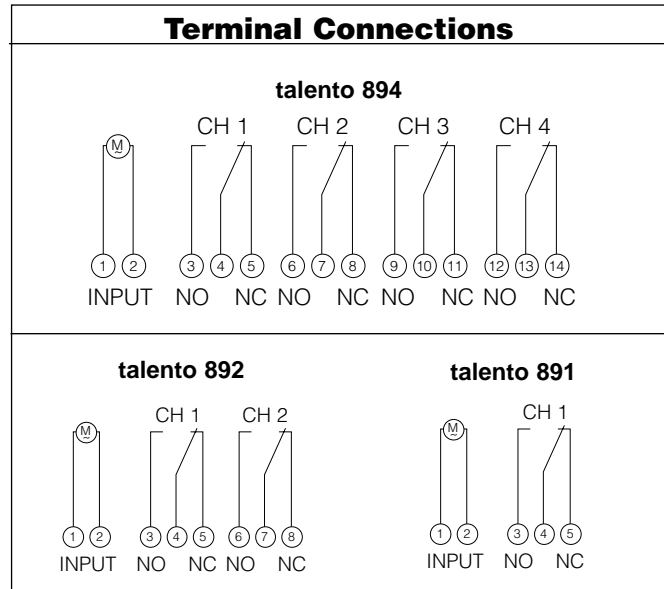 Terminal Connections
talento 894
CH 1 CH 2 CH 3 CH 4
M
~
1 2 3 4 5 6 7 8 9 10 11 12 13 14
INPUT NO NC NO NC NO NC NO NC
talento 892
CH 1 CH 2
M
~
1 2 3 4 5 6 7 8
INPUT NO NC NO NC
talento 891
CH 1
M
~
1 2 3 4 5
INPUT NO NC